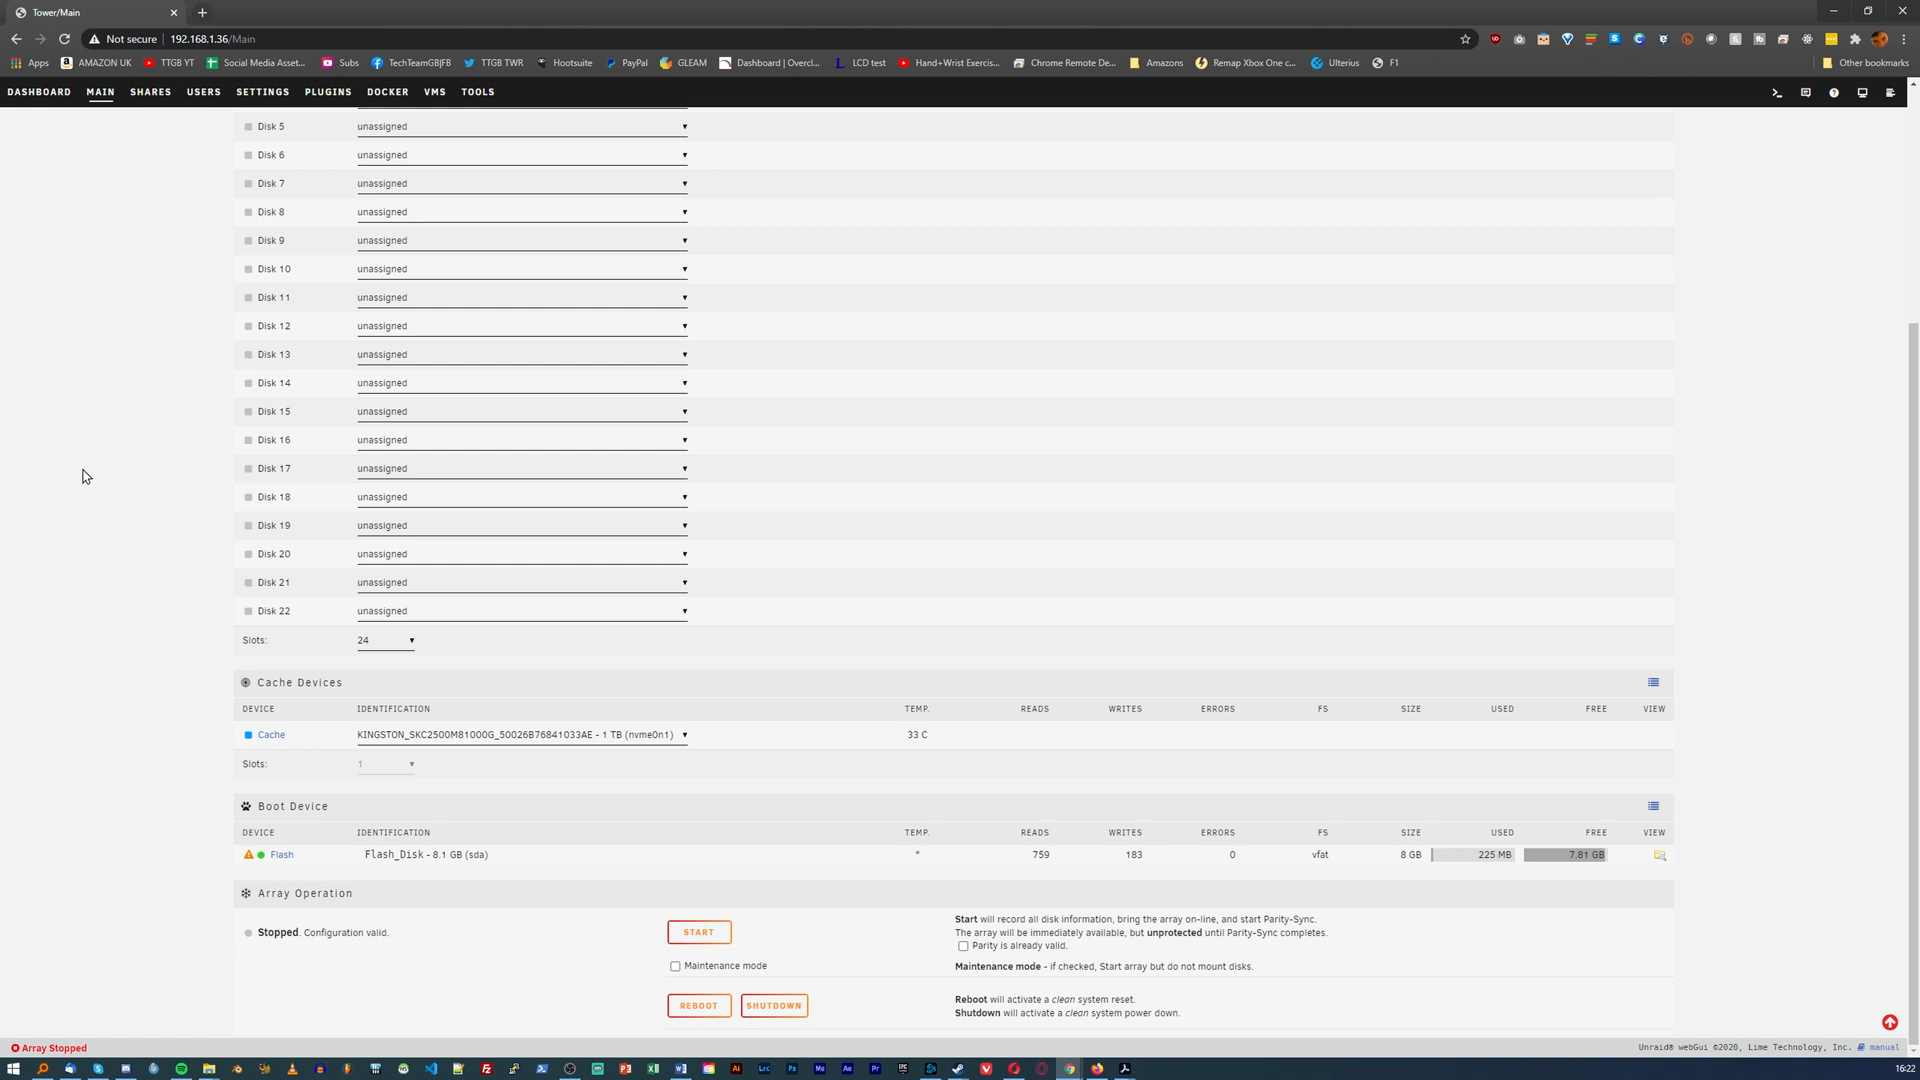 Tower/Main
Not secure 192.168.1.36/Main
Apps AMAZON UK TTGB YT Social Media Asset... Subs TechTeamGB|FB TTGB TWR Hootsuite PayPal GLEAM Dashboard | Overcl... LCD test Hand+Wrist Exercis... Chrome Remote De... Amazons Remap Xbox One c... Ulterius F1 Other bookmarks
DASHBOARD MAIN SHARES USERS SETTINGS PLUGINS DOCKER VMS TOOLS
Disk 5 unassigned
Disk 6 unassigned
Disk 7 unassigned
Disk 8 unassigned
Disk 9 unassigned
Disk 10 unassigned
Disk 11 unassigned
Disk 12 unassigned
Disk 13 unassigned
Disk 14 unassigned
Disk 15 unassigned
Disk 16 unassigned
Disk 17 unassigned
Disk 18 unassigned
Disk 19 unassigned
Disk 20 unassigned
Disk 21 unassigned
Disk 22 unassigned
Slots: 24
Cache Devices
DEVICE IDENTIFICATION TEMP. READS WRITES ERRORS FS SIZE USED FREE VIEW
Cache KINGSTON_SKC2500M81000G_50026B76841033AE - 1 TB (nvme0n1) 33 C
Slots: 1
Boot Device
DEVICE IDENTIFICATION TEMP. READS WRITES ERRORS FS SIZE USED FREE VIEW
Flash Flash_Disk - 8.1 GB (sda) * 759 183 0 vfat 8 GB 225 MB 7.81 GB
Array Operation
Stopped. Configuration valid. START Start will record all disk information, bring the array on-line, and start Parity-Sync.
The array will be immediately available, but unprotected until Parity-Sync completes.
Parity is already valid.
Maintenance mode Maintenance mode - if checked, Start array but do not mount disks.
REBOOT SHUTDOWN Reboot will activate a clean system reset.
Shutdown will activate a clean system power down.
Array Stopped Unraid® webGui ©2020, Lime Technology, Inc. manual
16:22